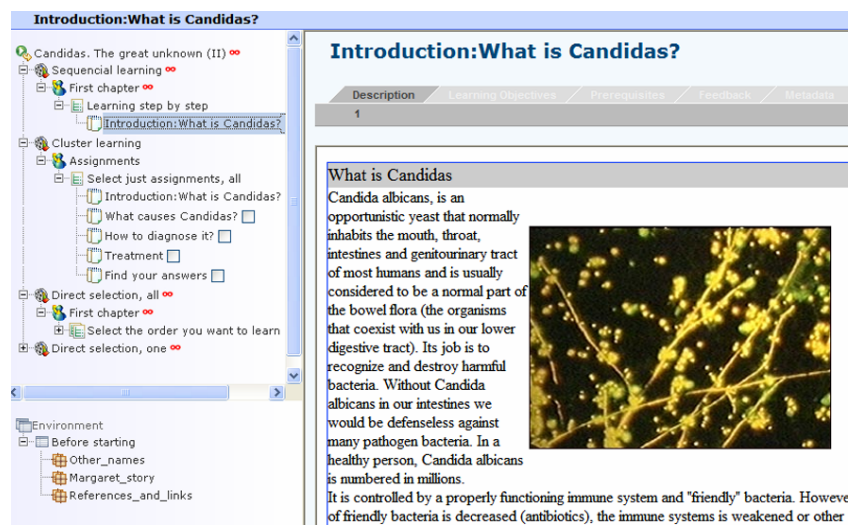 Introduction:What is Candidas?
Candidas. The great unknown (II)
Sequencial learning
First chapter
Learning step by step
Introduction:What is Candidas?
Cluster learning
Assignments
Select just assignments, all
Introduction:What is Candidas?
What causes Candidas?
How to diagnose it?
Treatment
Find your answers
Direct selection, all
First chapter
Select the order you want to learn
Direct selection, one
Environment
Before starting
Other_names
Margaret_story
References_and_links
Introduction:What is Candidas?
Description Learning Objectives Prerequisites Feedback Metadata
1
What is Candidas
Candida albicans, is an
opportunistic yeast that normally
inhabits the mouth, throat,
intestines and genitourinary tract
of most humans and is usually
considered to be a normal part of
the bowel flora (the organisms
that coexist with us in our lower
digestive tract). Its job is to
recognize and destroy harmful
bacteria. Without Candida
albicans in our intestines we
would be defenseless against
many pathogen bacteria. In a
healthy person, Candida albicans
is numbered in millions.
It is controlled by a properly functioning immune system and "friendly" bacteria. Howeve
of friendly bacteria is decreased (antibiotics), the immune systems is weakened or other